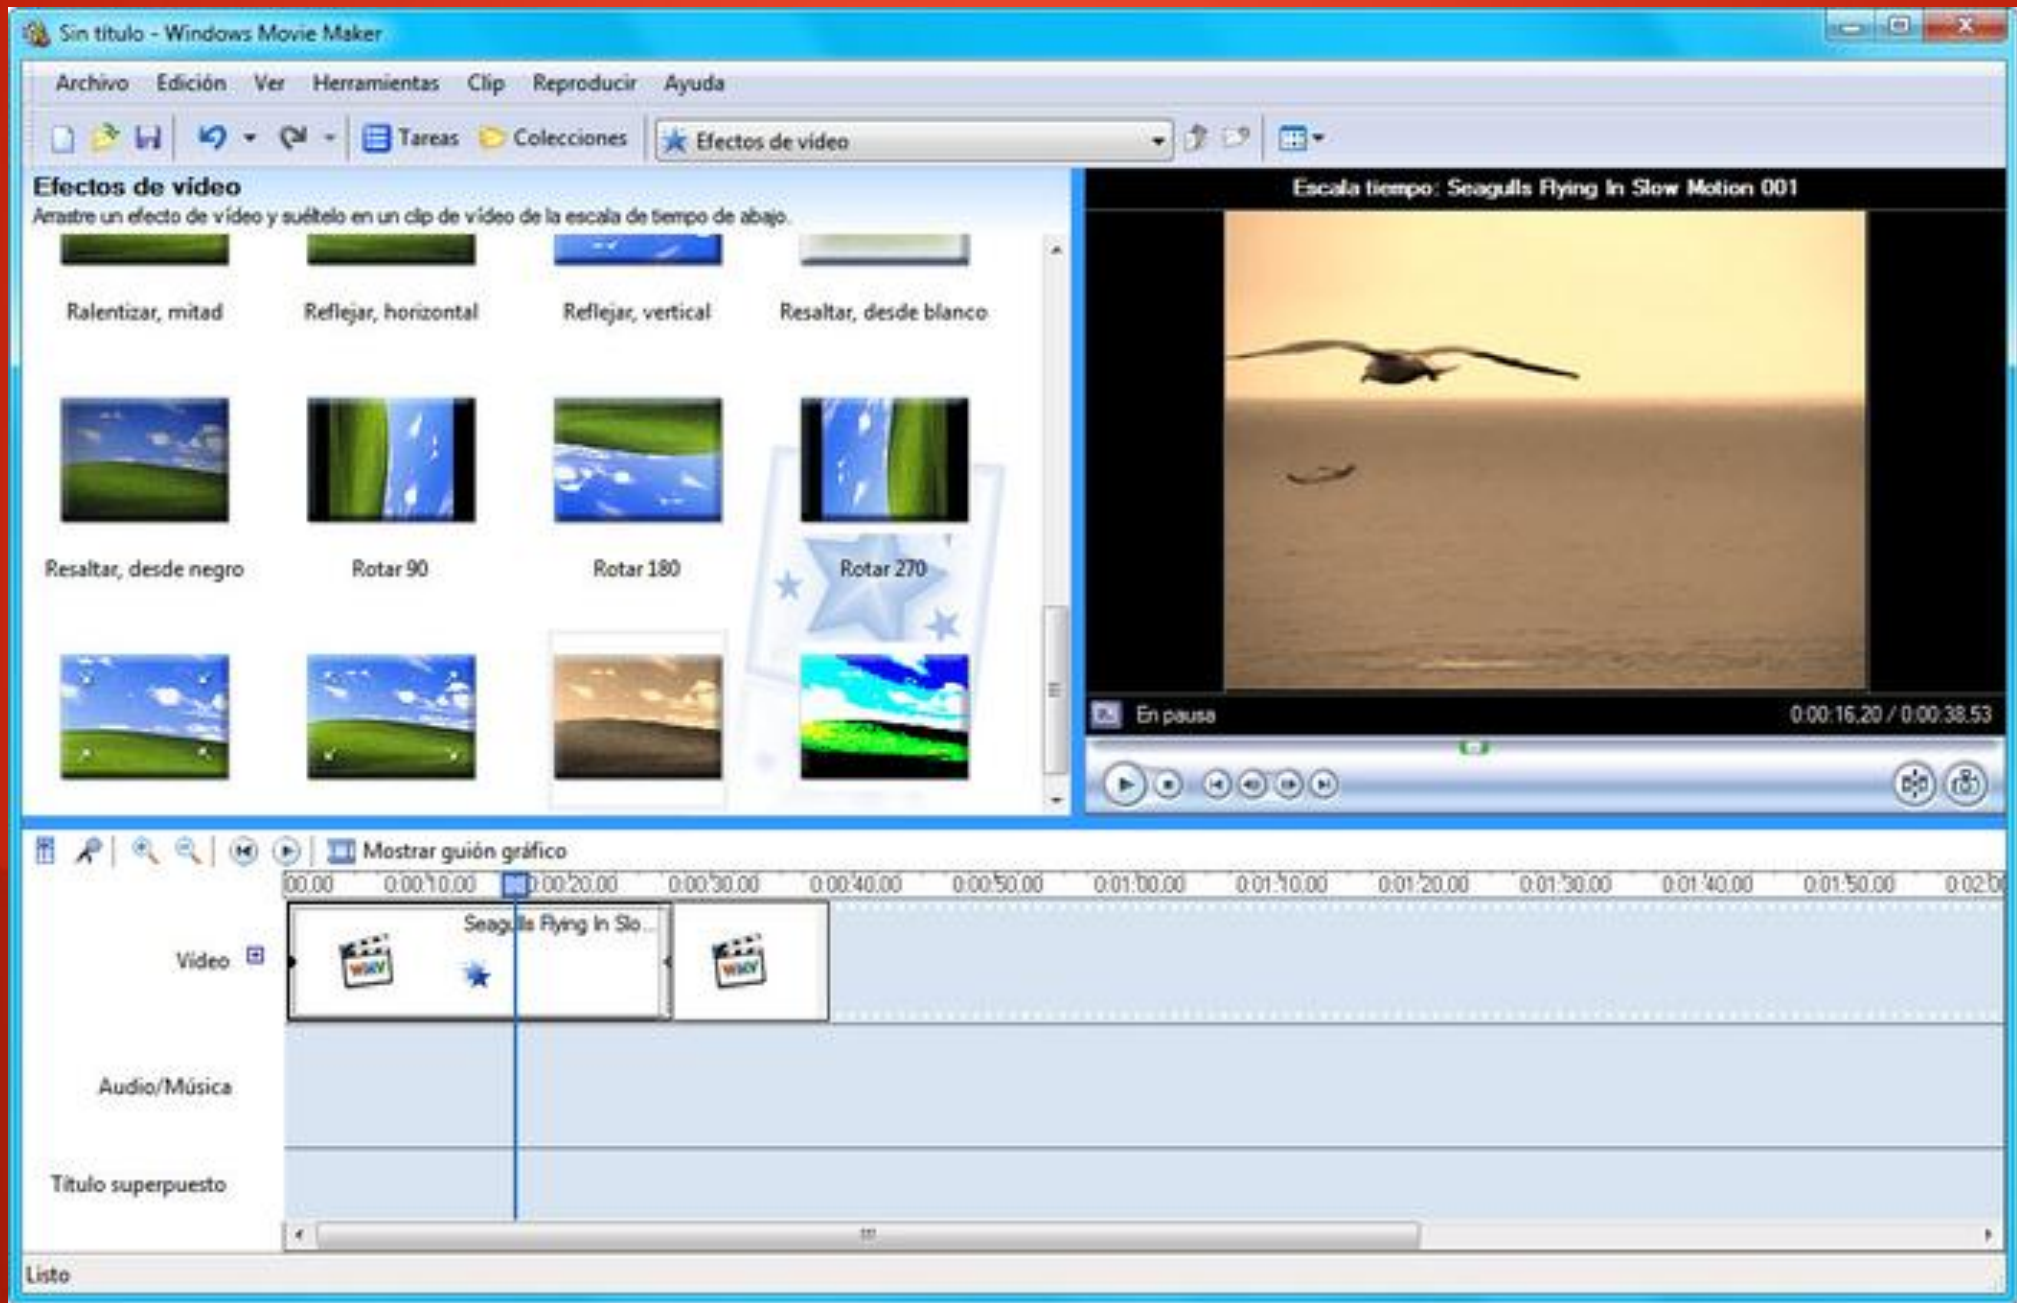 Sin título - Windows Movie Maker
Archivo Edición Ver Herramientas Clip Reproducir Ayuda
Tareas Colecciones Efectos de vídeo
Efectos de vídeo
Arrastre un efecto de vídeo y suéltelo en un clip de vídeo de la escala de tiempo de abajo.
Ralentizar, mitad Reflejar, horizontal Reflejar, vertical Resaltar, desde blanco
Resaltar, desde negro Rotar 90 Rotar 180 Rotar 270
Escala tiempo: Seagulls Flying In Slow Motion 001
En pausa 0:00:16,20 / 0:00:38.53
Mostrar guión gráfico
00,00 0:00:10,00 0:00:20,00 0:00:30,00 0:00:40,00 0:00:50,00 0:01:00,00 0:01:10,00 0:01:20,00 0:01:30,00 0:01:40,00 0:01:50,00 0:02:00
Seagulls Flying In Slo...
Vídeo WMV WMV
Audio/Música
Título superpuesto
Listo